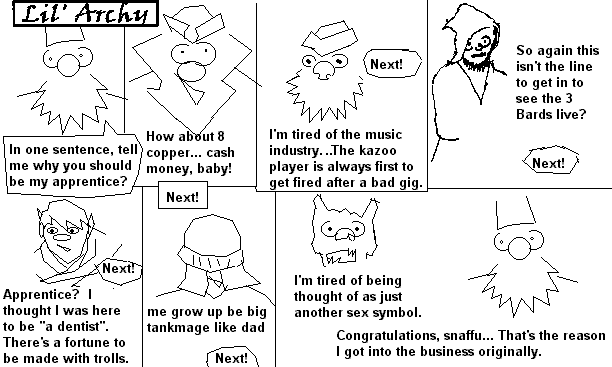 Lil' Archy
In one sentence, tell
me why you should
be my apprentice?
How about 8
copper... cash
money, baby!
Next!
I'm tired of the music
industry...The kazoo
player is always first to
get fired after a bad gig.
Next!
So again this
isn't the line
to get in to
see the 3
Bards live?
Next!
Apprentice? I
thought I was here
to be "a dentist".
There's a fortune to
be made with trolls.
Next!
me grow up be big
tankmage like dad
Next!
I'm tired of being
thought of as just
another sex symbol.
Congratulations, snaffu... That's the reason
I got into the business originally.